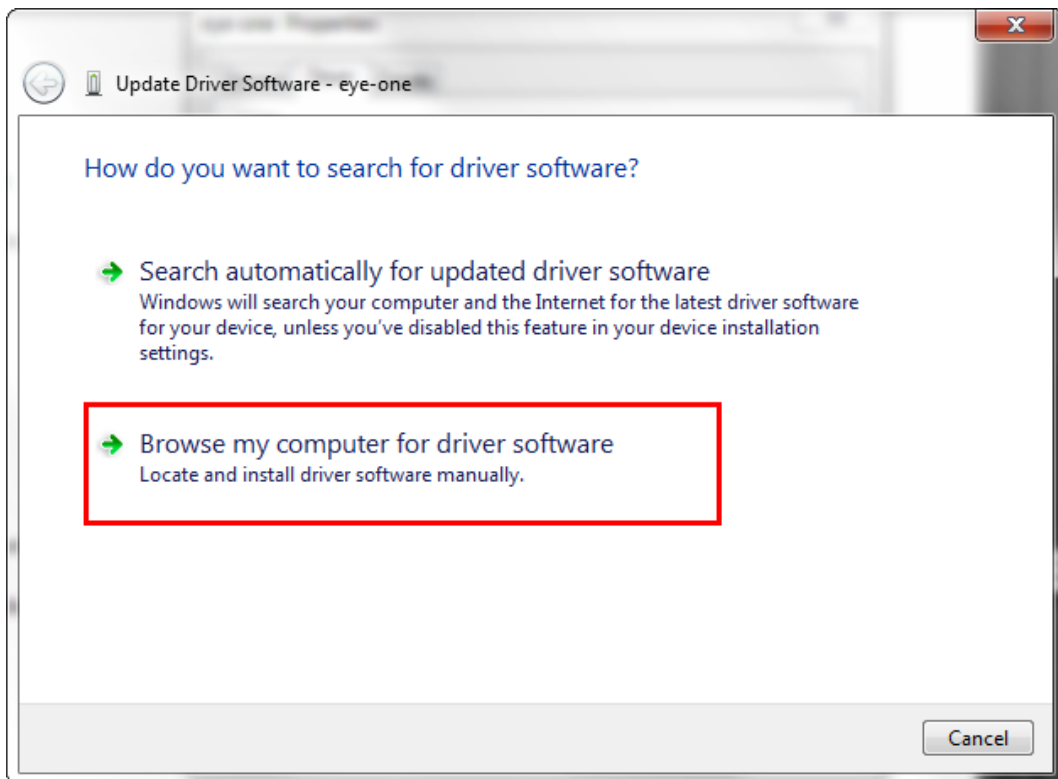 eye-one Properties
Update Driver Software - eye-one
How do you want to search for driver software?
Search automatically for updated driver software
Windows will search your computer and the Internet for the latest driver software
for your device, unless you've disabled this feature in your device installation
settings.
Browse my computer for driver software
Locate and install driver software manually.
Cancel